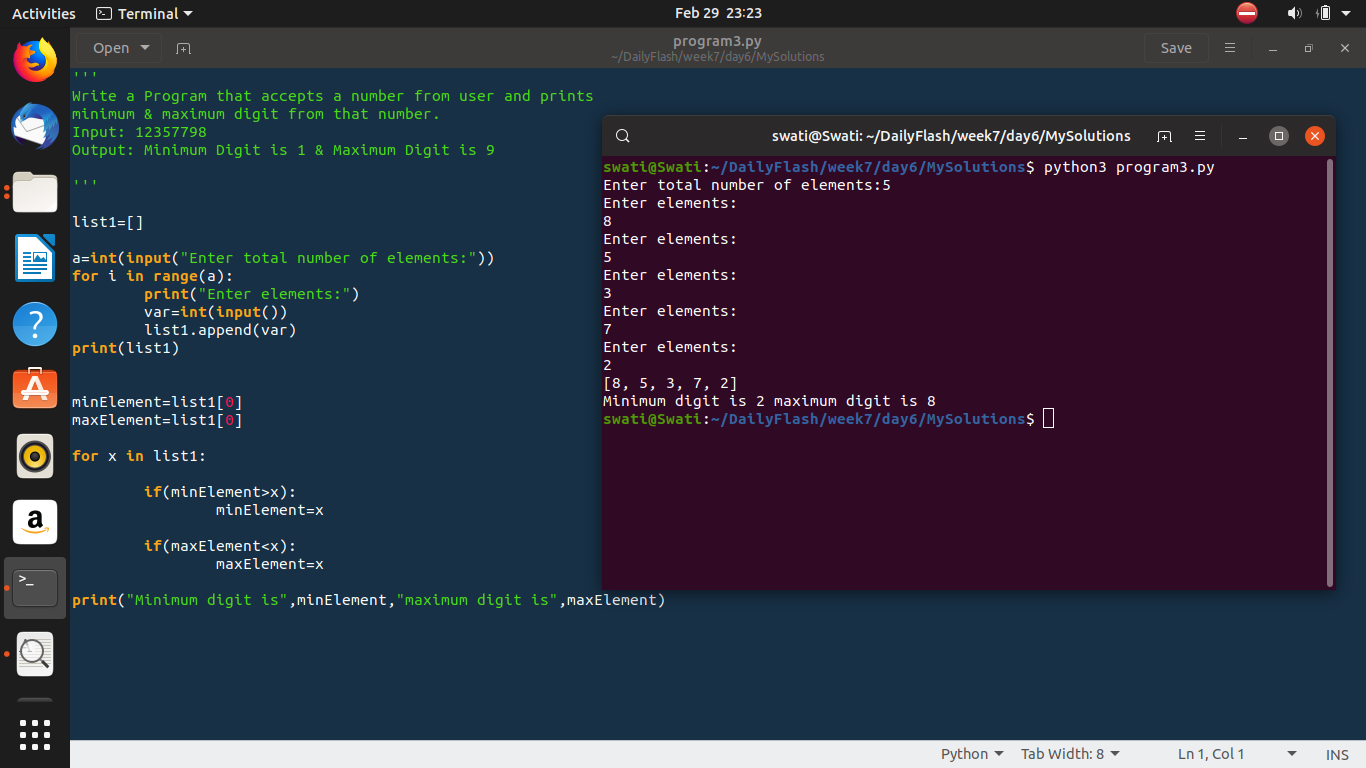 Activities
Terminal
Feb 29 23:23
Open
program3.py
~/DailyFlash/week7/day6/MySolutions
Save
'''
Write a Program that accepts a number from user and prints
minimum & maximum digit from that number.
Input: 12357798
Output: Minimum Digit is 1 & Maximum Digit is 9
'''
list1=[]
a=int(input("Enter total number of elements:"))
for i in range(a):
        print("Enter elements:")
        var=int(input())
        list1.append(var)
print(list1)
minElement=list1[0]
maxElement=list1[0]
for x in list1:
        if(minElement>x):
                minElement=x
        if(maxElement<x):
                maxElement=x
print("Minimum digit is",minElement,"maximum digit is",maxElement)
swati@Swati: ~/DailyFlash/week7/day6/MySolutions
swati@Swati:~/DailyFlash/week7/day6/MySolutions$ python3 program3.py
Enter total number of elements:5
Enter elements:
8
Enter elements:
5
Enter elements:
3
Enter elements:
7
Enter elements:
2
[8, 5, 3, 7, 2]
Minimum digit is 2 maximum digit is 8
swati@Swati:~/DailyFlash/week7/day6/MySolutions$
Python
Tab Width: 8
Ln 1, Col 1
INS